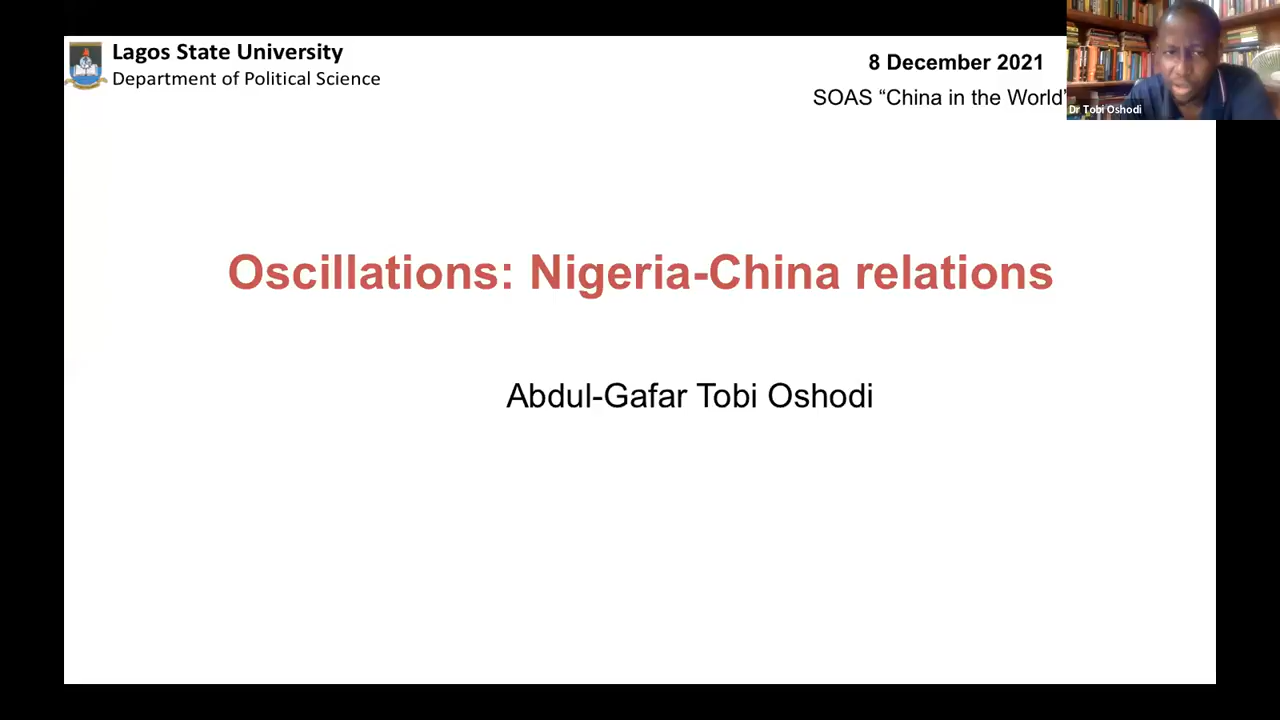 Lagos State University
Department of Political Science
8 December 2021
SOAS “China in the World”
Dr Tobi Oshodi
Oscillations: Nigeria-China relations
Abdul-Gafar Tobi Oshodi